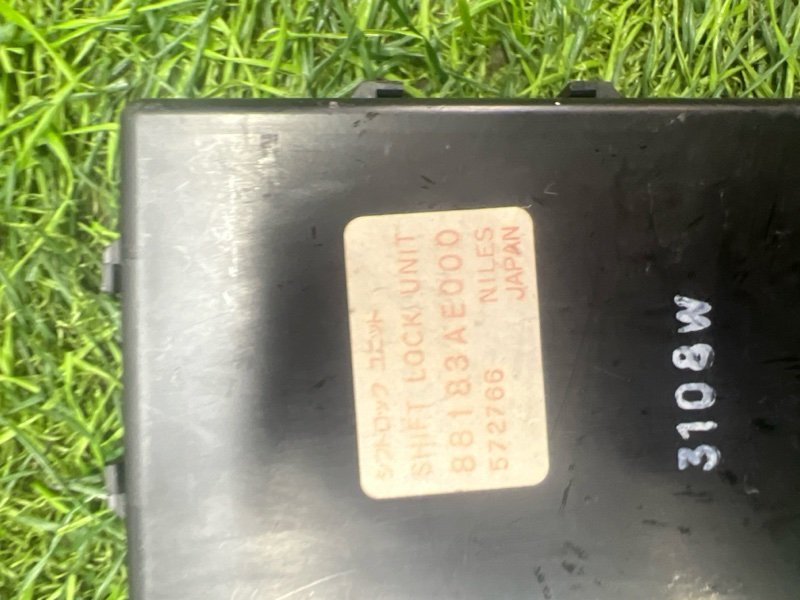 シフトロック ユニット
SHIFT LOCK UNIT
88183AE000
572766 NILES
JAPAN
3108W